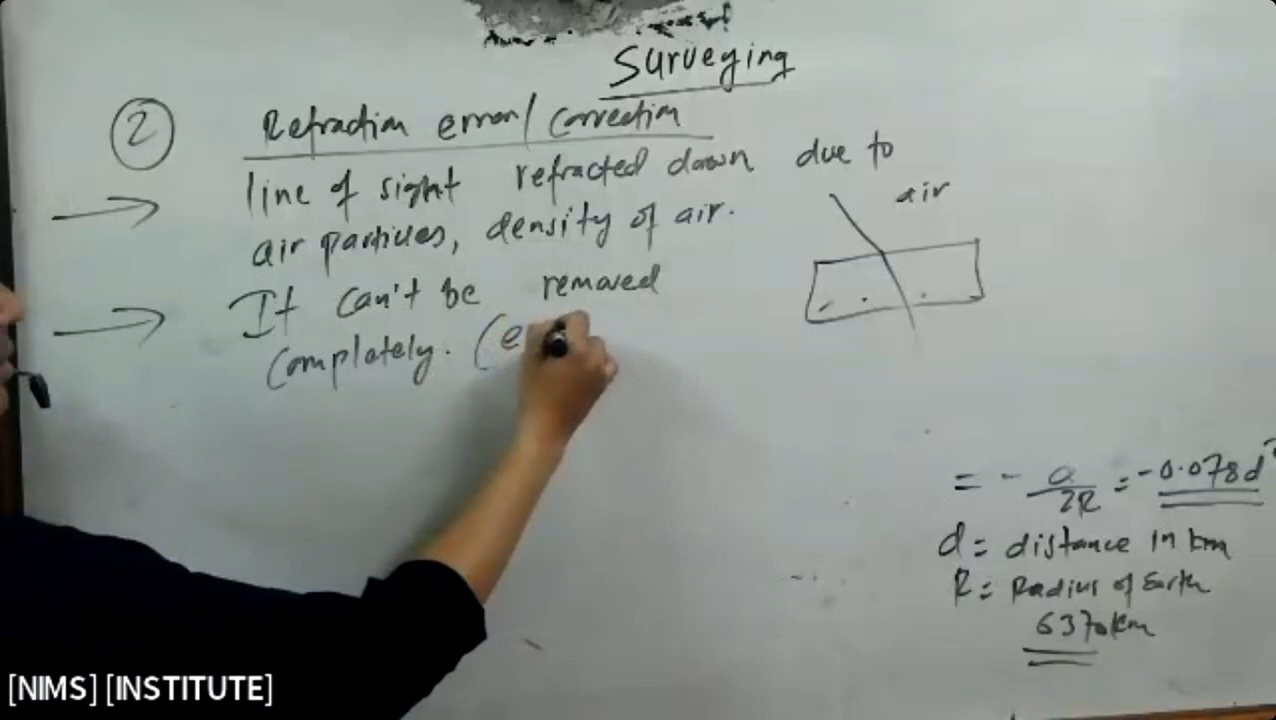 Surveying
2 Refraction error/ Correction
line of sight refracted down due to
air particles, density of air.
air
It can't be removed
Completely. (e
= - d / 2R = -0.078d²
d = distance in km
R = Radius of Earth
6370km
[NIMS] [INSTITUTE]